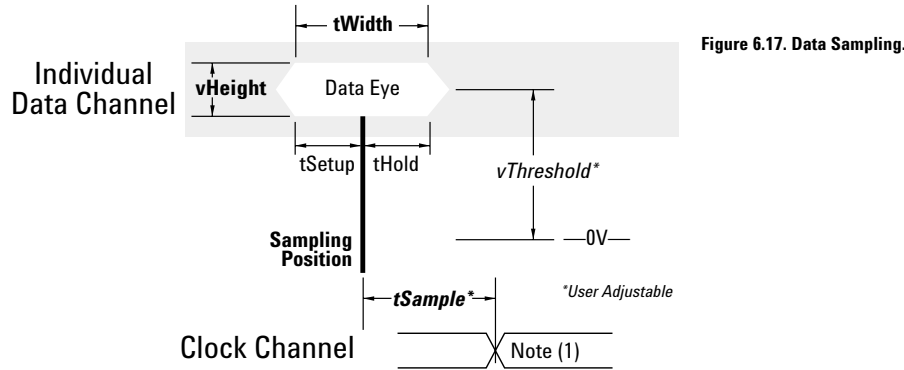 tWidth
Figure 6.17. Data Sampling.
Individual
Data Channel
vHeight
Data Eye
tSetup
tHold
vThreshold*
Sampling
Position
0V
tSample*
*User Adjustable
Clock Channel
Note (1)